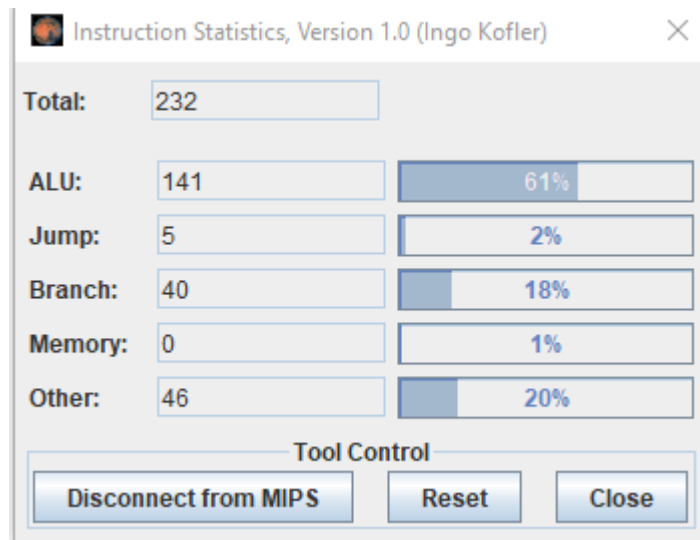 Instruction Statistics, Version 1.0 (Ingo Kofler)
Total: 232
ALU: 141 61%
Jump: 5 2%
Branch: 40 18%
Memory: 0 1%
Other: 46 20%
Tool Control
Disconnect from MIPS Reset Close